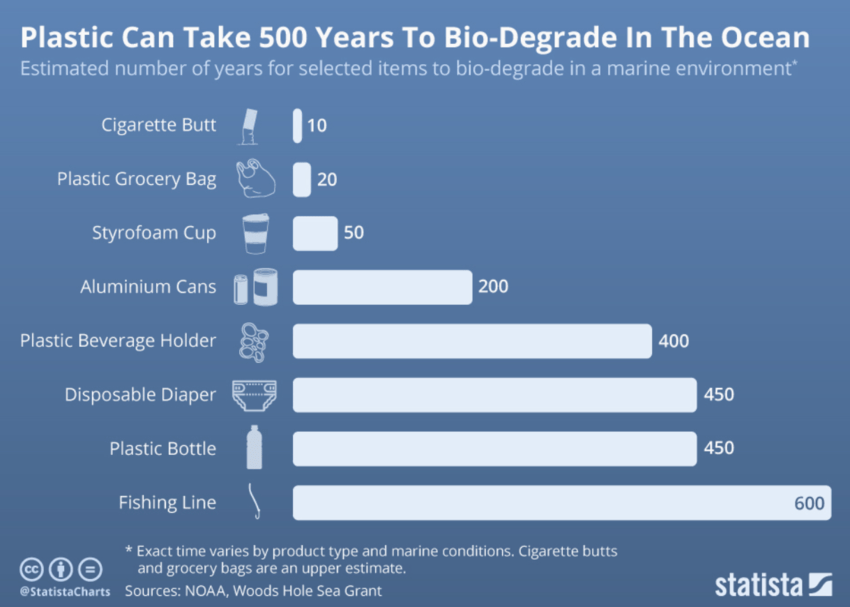 Plastic Can Take 500 Years To Bio-Degrade In The Ocean
Estimated number of years for selected items to bio-degrade in a marine environment*
Cigarette Butt 10
Plastic Grocery Bag 20
Styrofoam Cup 50
Aluminium Cans 200
Plastic Beverage Holder 400
Disposable Diaper 450
Plastic Bottle 450
Fishing Line 600
* Exact time varies by product type and marine conditions. Cigarette butts
and grocery bags are an upper estimate.
@StatistaCharts Sources: NOAA, Woods Hole Sea Grant
statista